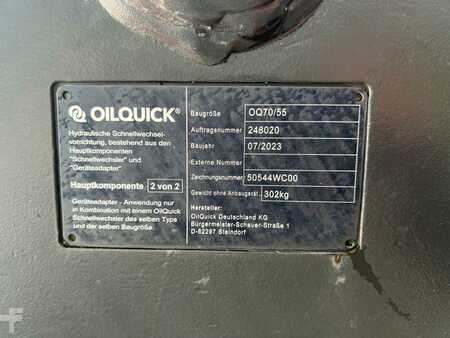 OILQUICK®
Hydraulische Schnellwechsel-
vorrichtung, bestehend aus den
Hauptkomponenten
"Schnellwechsler" und
"Geräteadapter".
Hauptkomponente 2 von 2
Geräteadapter - Anwendung nur
in Kombination mit einem OilQuick
Schnellwechsler des selben Types
und der selben Baugröße.
Baugröße OQ70/55
Auftragsnummer 248020
Baujahr 07/2023
Externe Nummer
Zeichnungsnummer 50544WC00
Gewicht ohne Anbaugerät 302kg
Hersteller:
OilQuick Deutschland KG
Bürgermeister-Schauer-Straße 1
D-82297 Steindorf